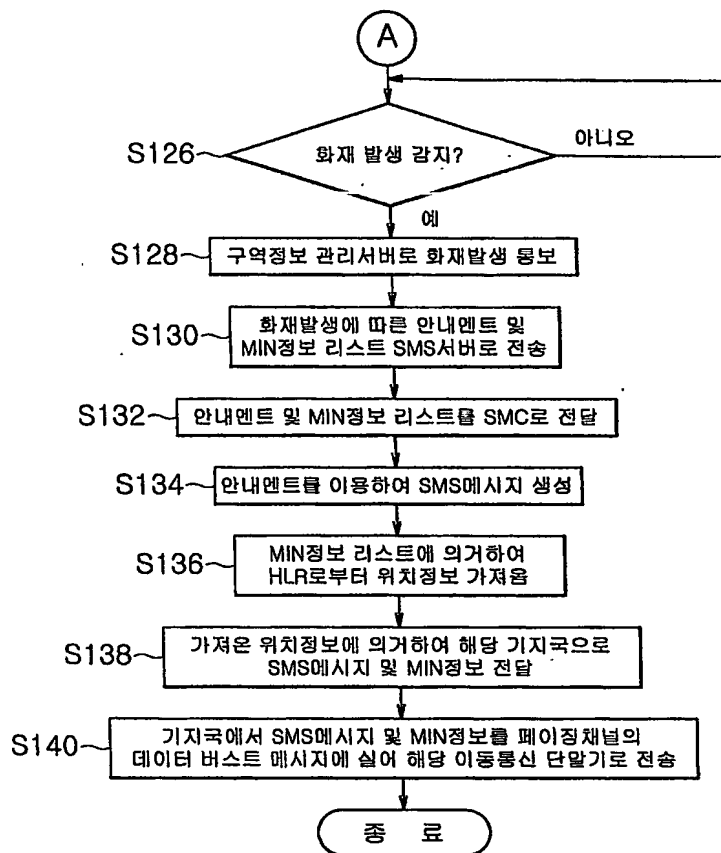 A
S126
화재 발생 감지?
아니오
예
S128
구역정보 관리서버로 화재발생 통보
S130
화재발생에 따른 안내멘트 및
MIN정보 리스트 SMS서버로 전송
S132
안내멘트 및 MIN정보 리스트를 SMC로 전달
S134
안내멘트를 이용하여 SMS메시지 생성
S136
MIN정보 리스트에 의거하여
HLR로부터 위치정보 가져옴
S138
가져온 위치정보에 의거하여 해당 기지국으로
SMS메시지 및 MIN정보 전달
S140
기지국에서 SMS메시지 및 MIN정보를 페이징채널의
데이터 버스트 메시지에 실어 해당 이동통신 단말기로 전송
종 료